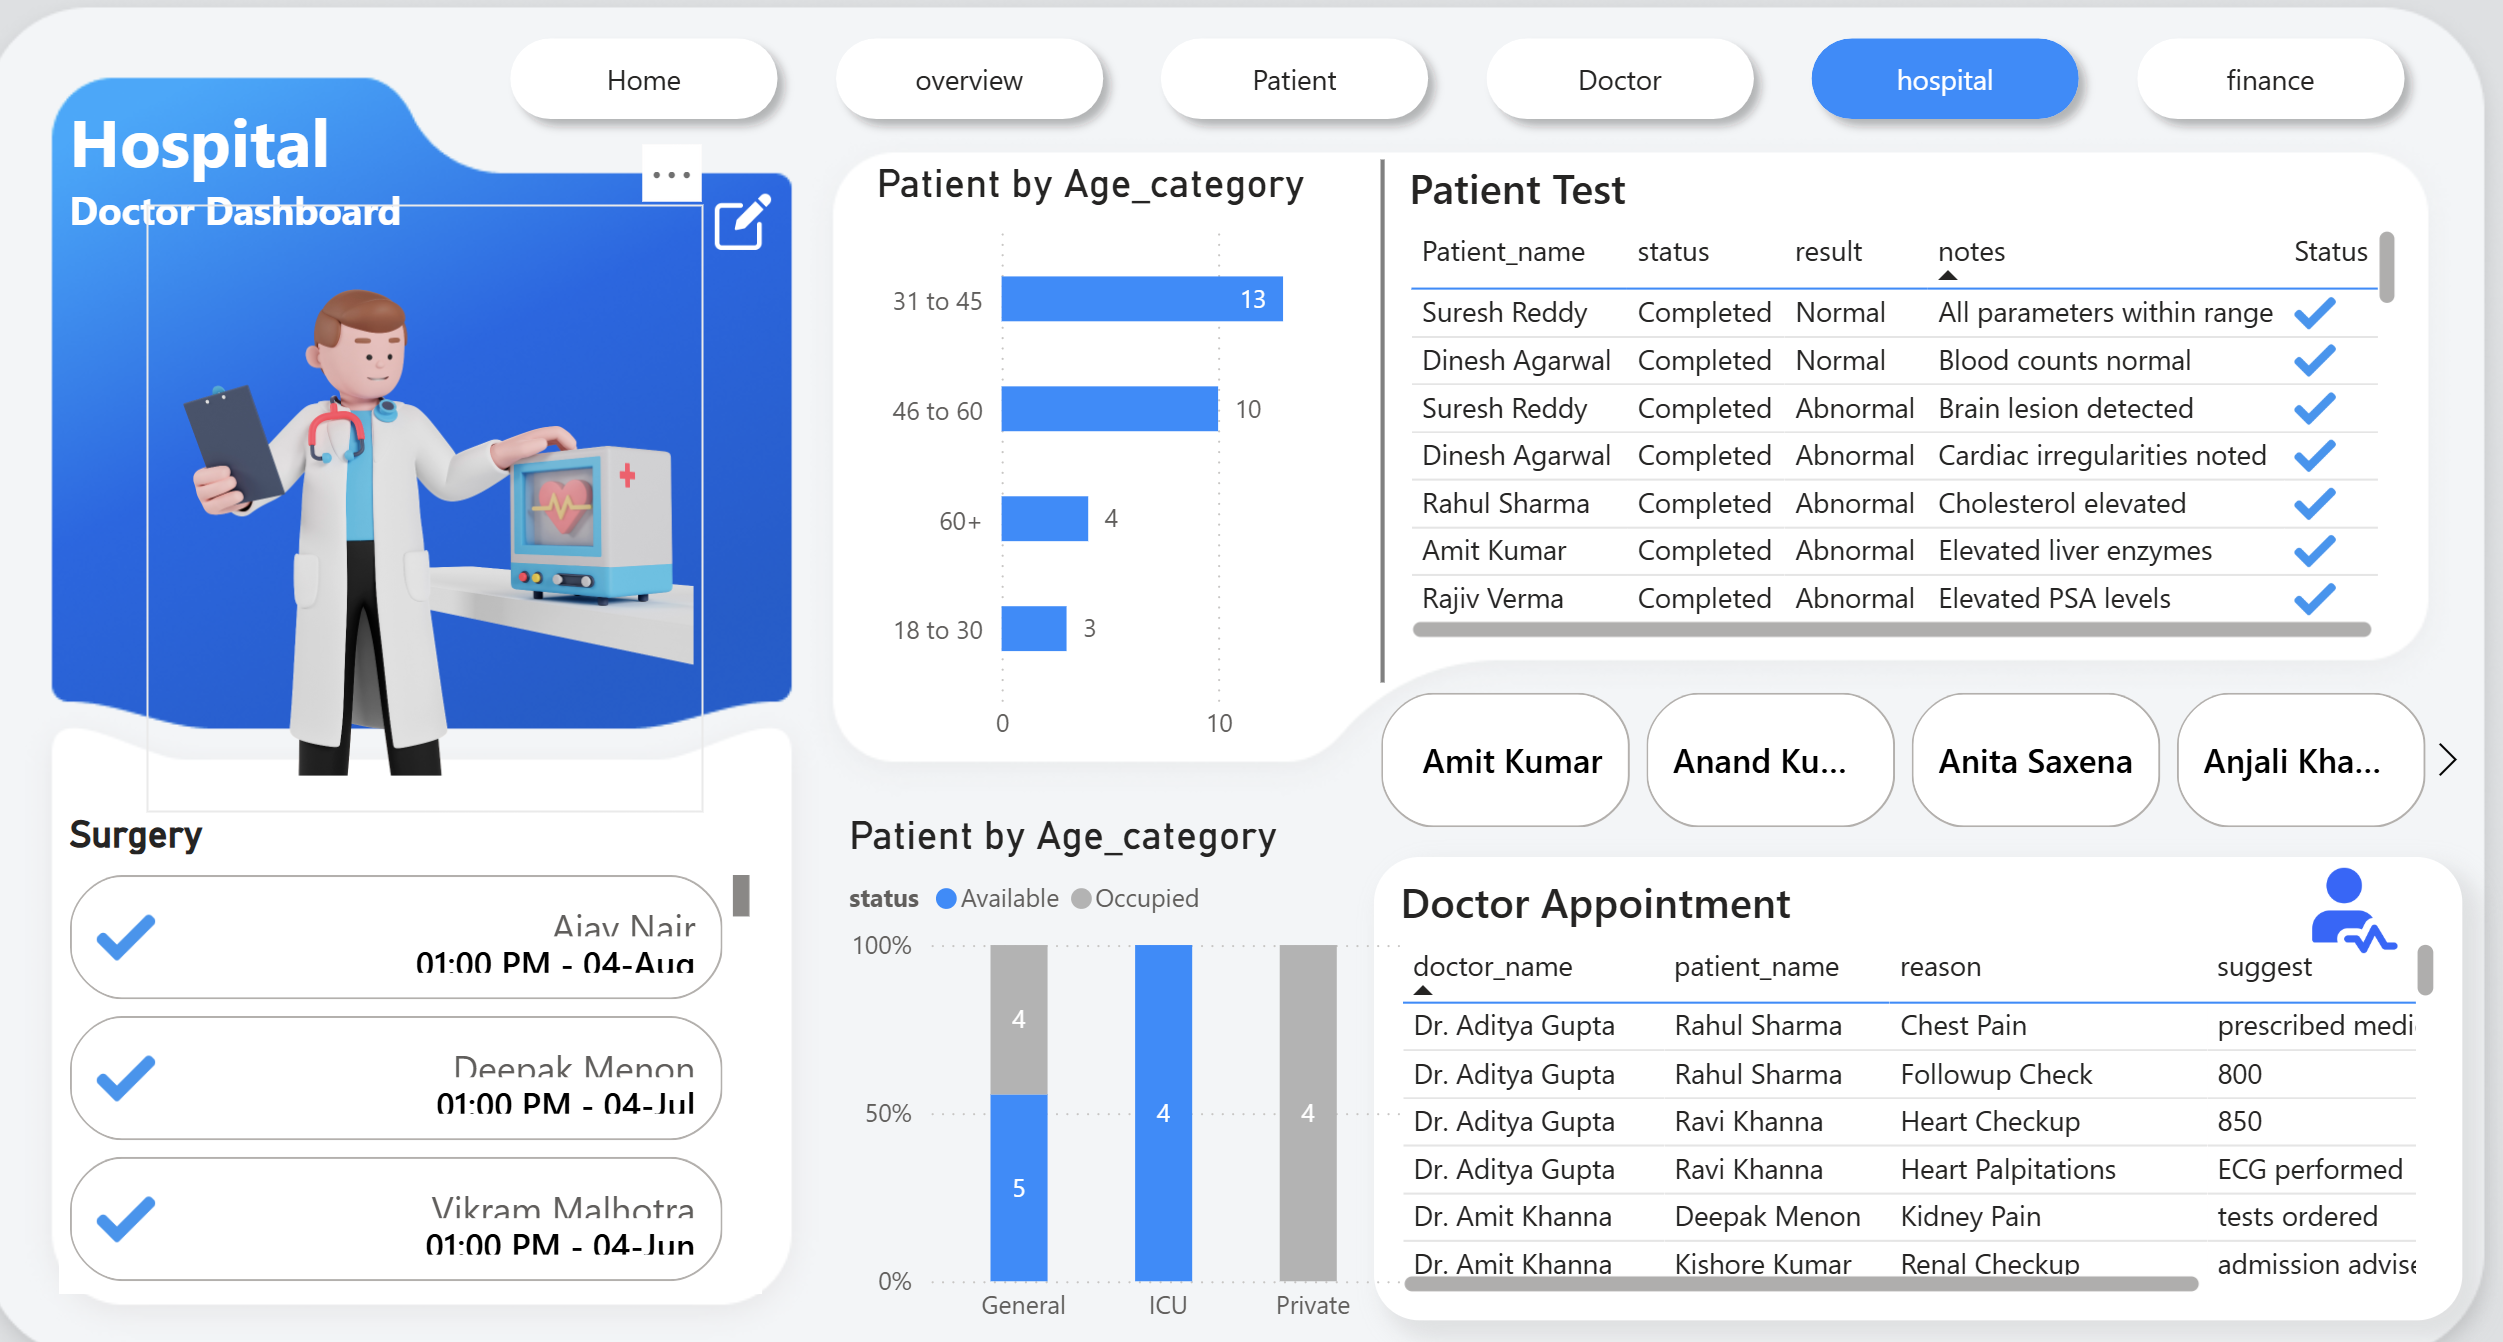 Home
overview
Patient
Doctor
hospital
finance
Hospital
Doctor Dashboard
Patient by Age_category
31 to 45
13
46 to 60
10
60+
4
18 to 30
3
0
10
Patient Test
Patient_name status result notes Status
Suresh Reddy Completed Normal All parameters within range
Dinesh Agarwal Completed Normal Blood counts normal
Suresh Reddy Completed Abnormal Brain lesion detected
Dinesh Agarwal Completed Abnormal Cardiac irregularities noted
Rahul Sharma Completed Abnormal Cholesterol elevated
Amit Kumar Completed Abnormal Elevated liver enzymes
Rajiv Verma Completed Abnormal Elevated PSA levels
Amit Kumar
Anand Ku...
Anita Saxena
Anjali Kha...
Surgery
Ajay Nair
01:00 PM - 04-Aug
Deepak Menon
01:00 PM - 04-Jul
Vikram Malhotra
01:00 PM - 04-Jun
Patient by Age_category
status Available Occupied
100%
50%
0%
4
5
4
4
General
ICU
Private
Doctor Appointment
doctor_name patient_name reason suggest
Dr. Aditya Gupta Rahul Sharma Chest Pain prescribed medi
Dr. Aditya Gupta Rahul Sharma Followup Check 800
Dr. Aditya Gupta Ravi Khanna Heart Checkup 850
Dr. Aditya Gupta Ravi Khanna Heart Palpitations ECG performed
Dr. Amit Khanna Deepak Menon Kidney Pain tests ordered
Dr. Amit Khanna Kishore Kumar Renal Checkup admission advise